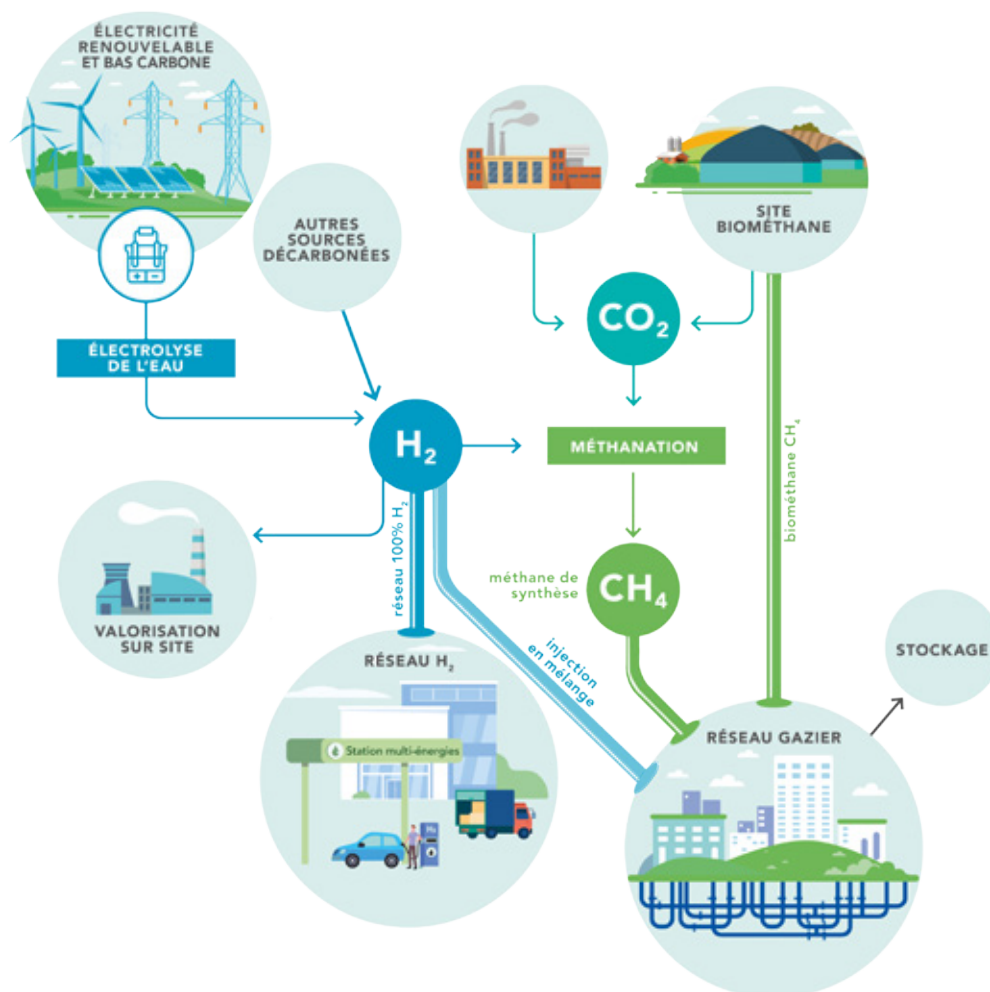 ÉLECTRICITÉ
RENOUVELABLE
ET BAS CARBONE
AUTRES
SOURCES
DÉCARBONÉES
SITE
BIOMÉTHANE
CO₂
ÉLECTROLYSE
DE L'EAU
H₂
MÉTHANATION
biométhane CH₄
réseau 100% H₂
méthane de
synthèse
CH₄
VALORISATION
SUR SITE
injection
en mélange
STOCKAGE
RÉSEAU H₂
Station multi-énergies
H₂
RÉSEAU GAZIER